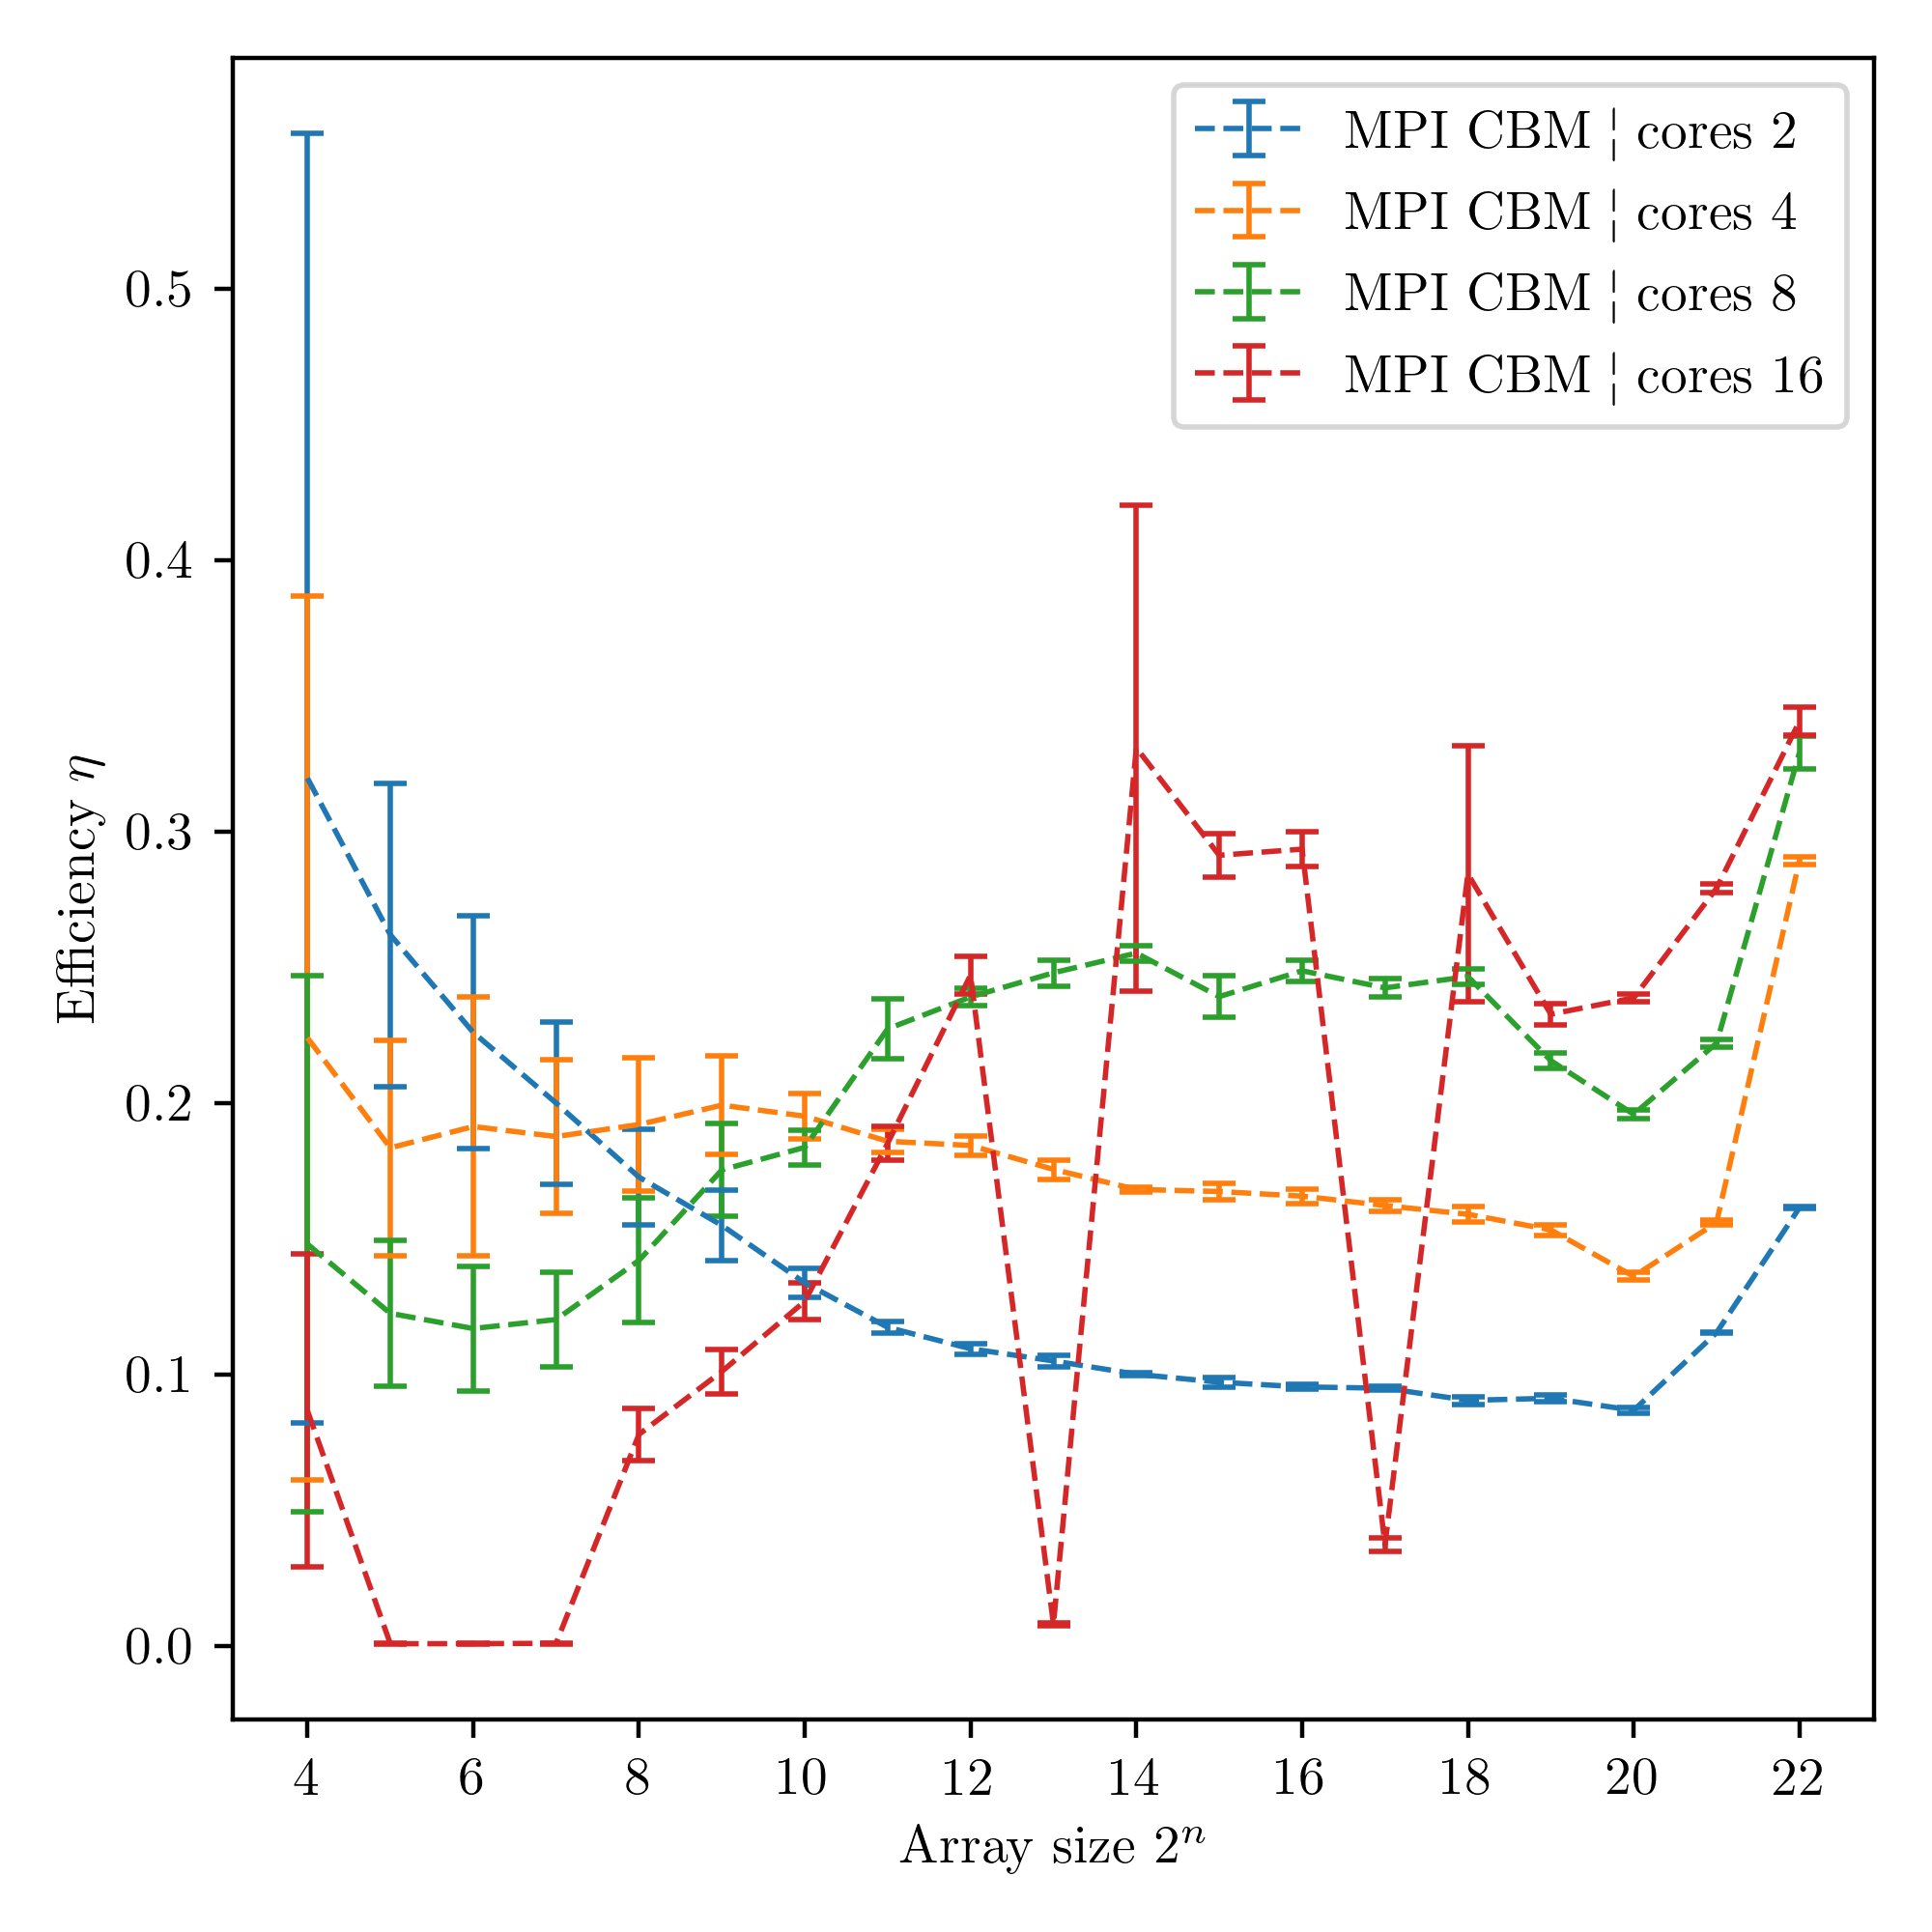 MPI CBM ¦ cores 2
MPI CBM ¦ cores 4
MPI CBM ¦ cores 8
MPI CBM ¦ cores 16
Efficiency η
0.5
0.4
0.3
0.2
0.1
0.0
4 6 8 10 12 14 16 18 20 22
Array size 2ⁿ